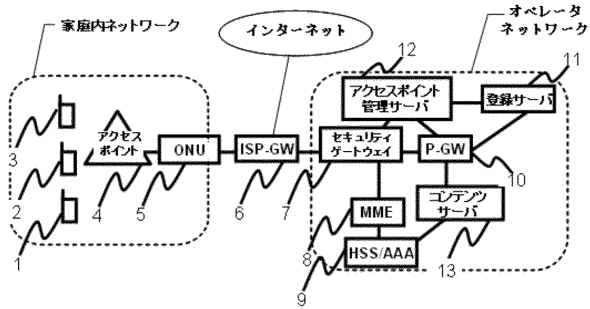 家庭内ネットワーク
インターネット
オペレータ
ネットワーク
12
11
アクセスポイント
管理サーバ
登録サーバ
3
アクセス
ポイント
ONU
ISP-GW
セキュリティ
ゲートウェイ
P-GW
2
4
5
6
7
10
MME
コンテンツ
サーバ
1
8
HSS/AAA
13
9